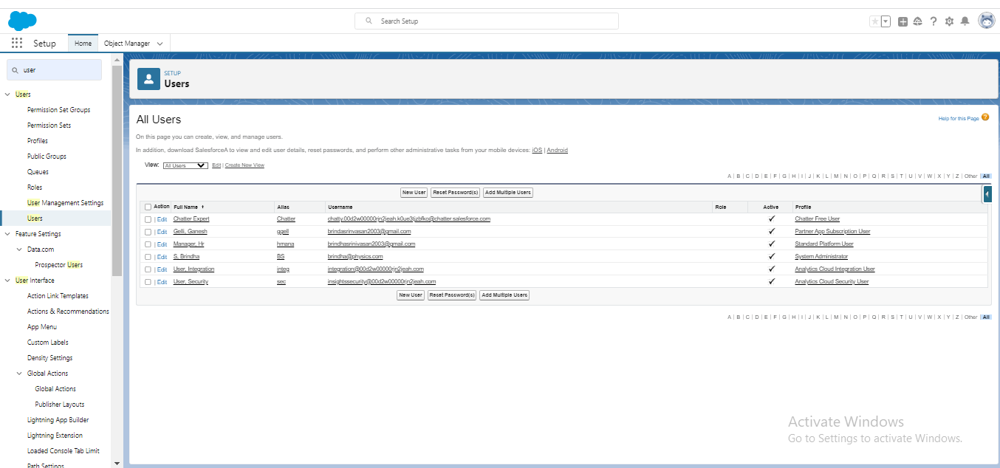 Search Setup
Setup
Home
Object Manager
user
Users
Permission Set Groups
Permission Sets
Profiles
Public Groups
Queues
Roles
User Management Settings
Users
Feature Settings
Data.com
Prospector Users
User Interface
Action Link Templates
Actions & Recommendations
App Menu
Custom Labels
Density Settings
Global Actions
Global Actions
Publisher Layouts
Lightning App Builder
Lightning Extension
Loaded Console Tab Limit
Path Settings
SETUP
Users
All Users
Help for this Page ?
On this page you can create, view, and manage users.
In addition, download SalesforceA to view and edit user details, reset passwords, and perform other administrative tasks from your mobile devices: iOS | Android
View: All Users Edit | Create New View
A | B | C | D | E | F | G | H | I | J | K | L | M | N | O | P | Q | R | S | T | U | V | W | X | Y | Z | Other All
New User Reset Password(s) Add Multiple Users
Action Full Name ↑ Alias Username Role Active Profile
| Edit Chatter Expert Chatter chatty.00d2w00000rjn2jeah.k0ue3tjzbfko@chatter.salesforce.com ✓ Chatter Free User
| Edit Gelli, Ganesh ggell brindasrinvasan2003@gmail.com ✓ Partner App Subscription User
| Edit Manager, Hr hmana brindhasrinivasan2003@gmail.com ✓ Standard Platform User
| Edit S, Brindha BS brindha@physics.com ✓ System Administrator
| Edit User, Integration integ integration@00d2w00000rjn2jeah.com ✓ Analytics Cloud Integration User
| Edit User, Security sec insightssecurity@00d2w00000rjn2jeah.com ✓ Analytics Cloud Security User
New User Reset Password(s) Add Multiple Users
A | B | C | D | E | F | G | H | I | J | K | L | M | N | O | P | Q | R | S | T | U | V | W | X | Y | Z | Other All
Activate Windows
Go to Settings to activate Windows.